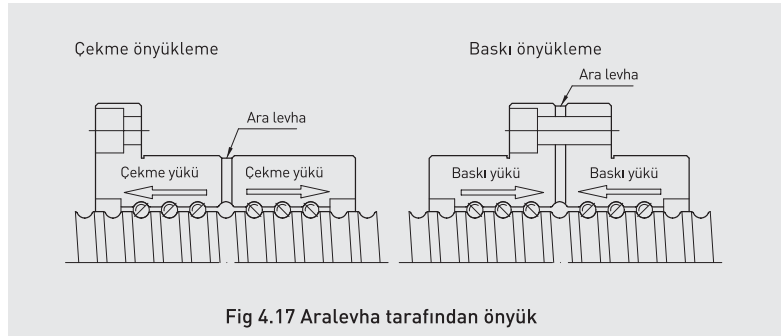 Çekme önyükleme
Baskı önyükleme
Ara levha
Ara levha
Çekme yükü
Çekme yükü
Baskı yükü
Baskı yükü
Fig 4.17 Aralevha tarafından önyük